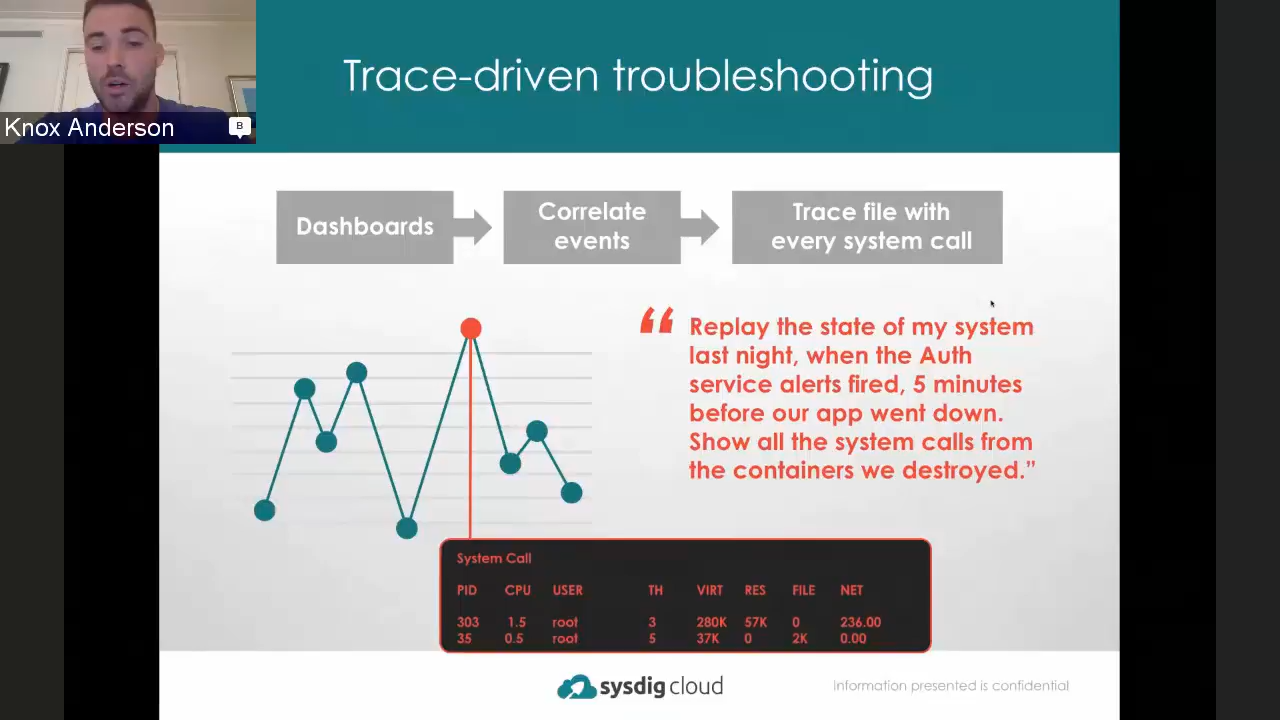 Knox Anderson
B
Trace-driven troubleshooting
Dashboards
Correlate
events
Trace file with
every system call
“ Replay the state of my system
last night, when the Auth
service alerts fired, 5 minutes
before our app went down.
Show all the system calls from
the containers we destroyed.”
System Call
PID CPU USER TH VIRT RES FILE NET
303 1.5 root 3 280K 57K 0 236.00
35 0.5 root 5 37K 0 2K 0.00
sysdig cloud
Information presented is confidential